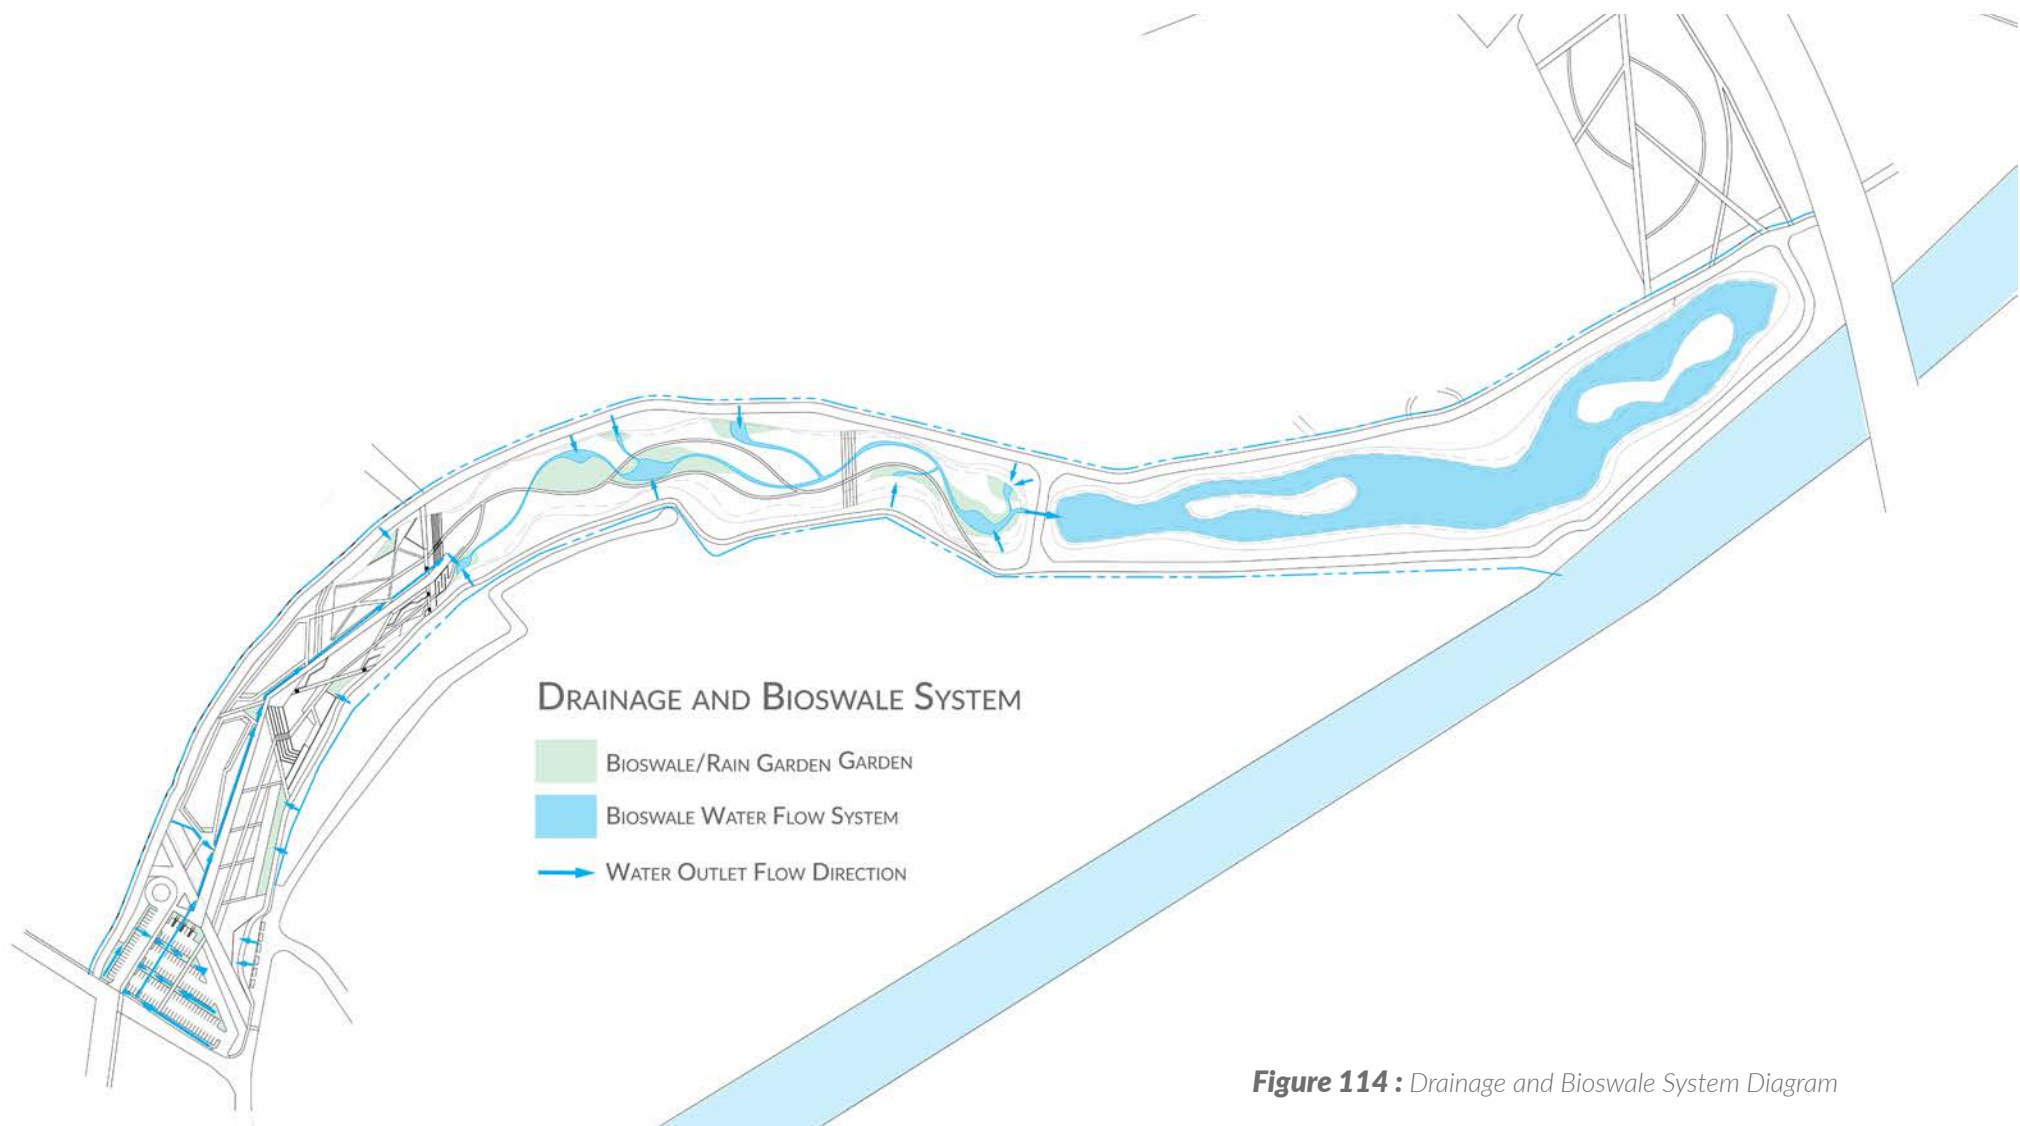 Drainage and Bioswale System
Bioswale/Rain Garden Garden
Bioswale Water Flow System
Water Outlet Flow Direction
Figure 114 : Drainage and Bioswale System Diagram